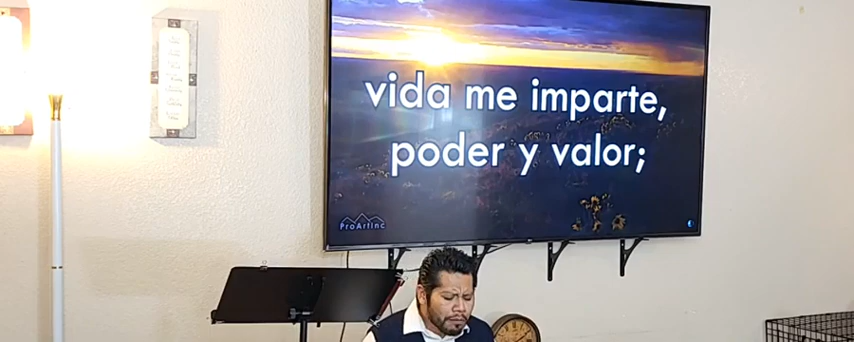 vida me imparte,
poder y valor;
ProArtInc